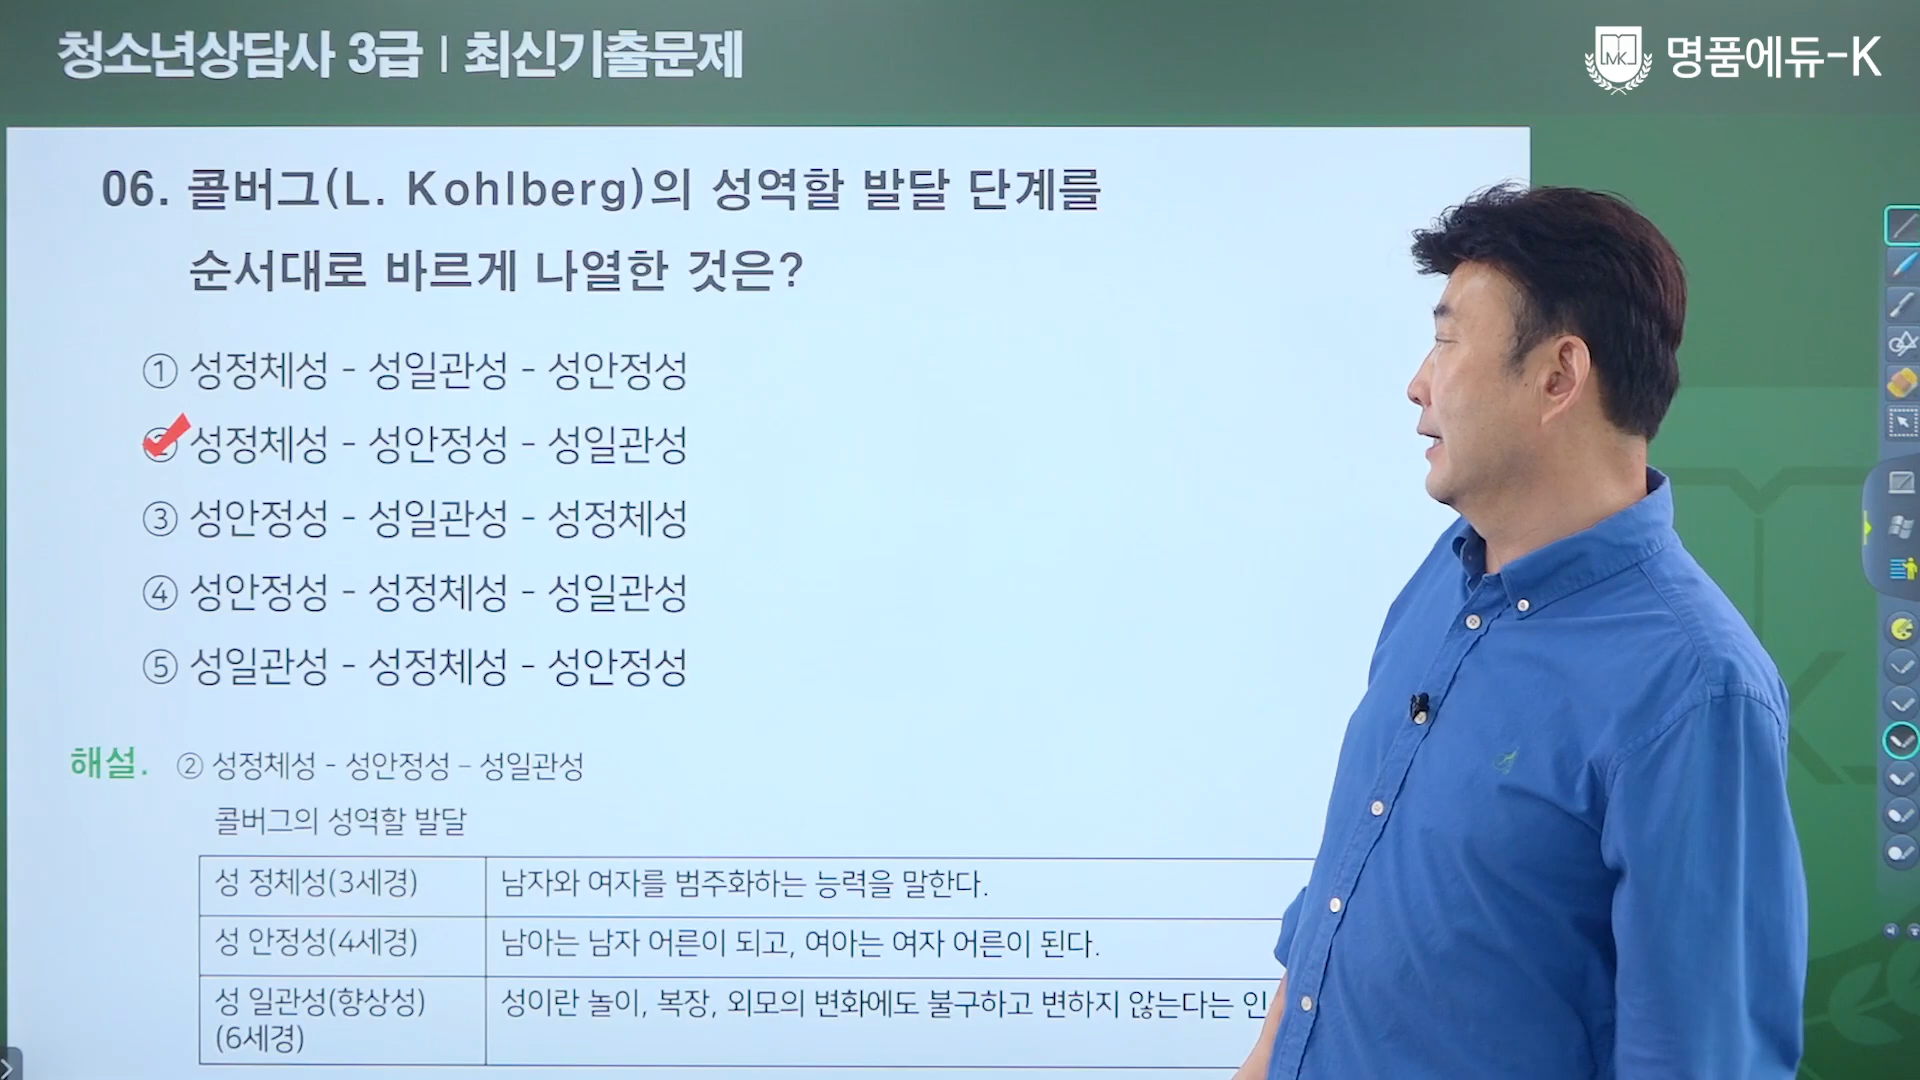 청소년상담사 3급 | 최신기출문제
MK 명품에듀-K
06. 콜버그(L. Kohlberg)의 성역할 발달 단계를
순서대로 바르게 나열한 것은?
① 성정체성 - 성일관성 - 성안정성
② 성정체성 - 성안정성 - 성일관성
③ 성안정성 - 성일관성 - 성정체성
④ 성안정성 - 성정체성 - 성일관성
⑤ 성일관성 - 성정체성 - 성안정성
해설. ② 성정체성 - 성안정성 - 성일관성
콜버그의 성역할 발달
성 정체성(3세경) 남자와 여자를 범주화하는 능력을 말한다.
성 안정성(4세경) 남아는 남자 어른이 되고, 여아는 여자 어른이 된다.
성 일관성(향상성) 성이란 놀이, 복장, 외모의 변화에도 불구하고 변하지 않는다는 인
(6세경)